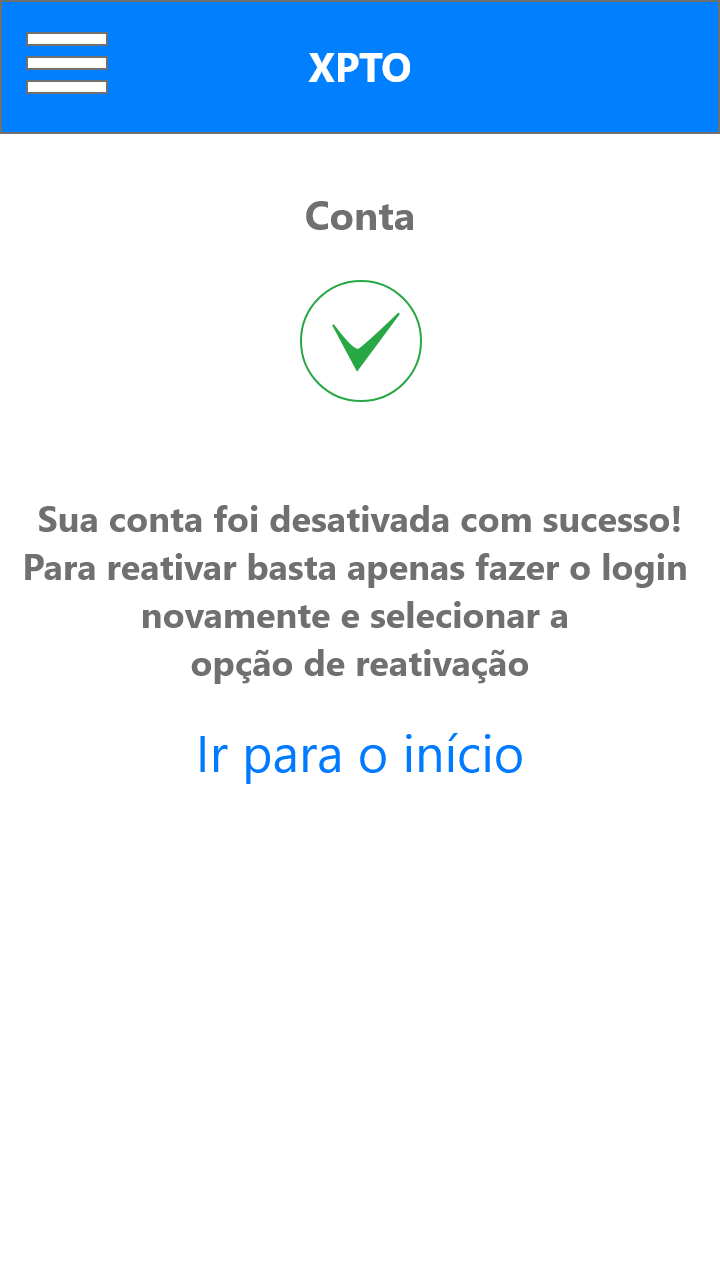 XPTO
Conta
Sua conta foi desativada com sucesso!
Para reativar basta apenas fazer o login
novamente e selecionar a
opção de reativação
Ir para o início